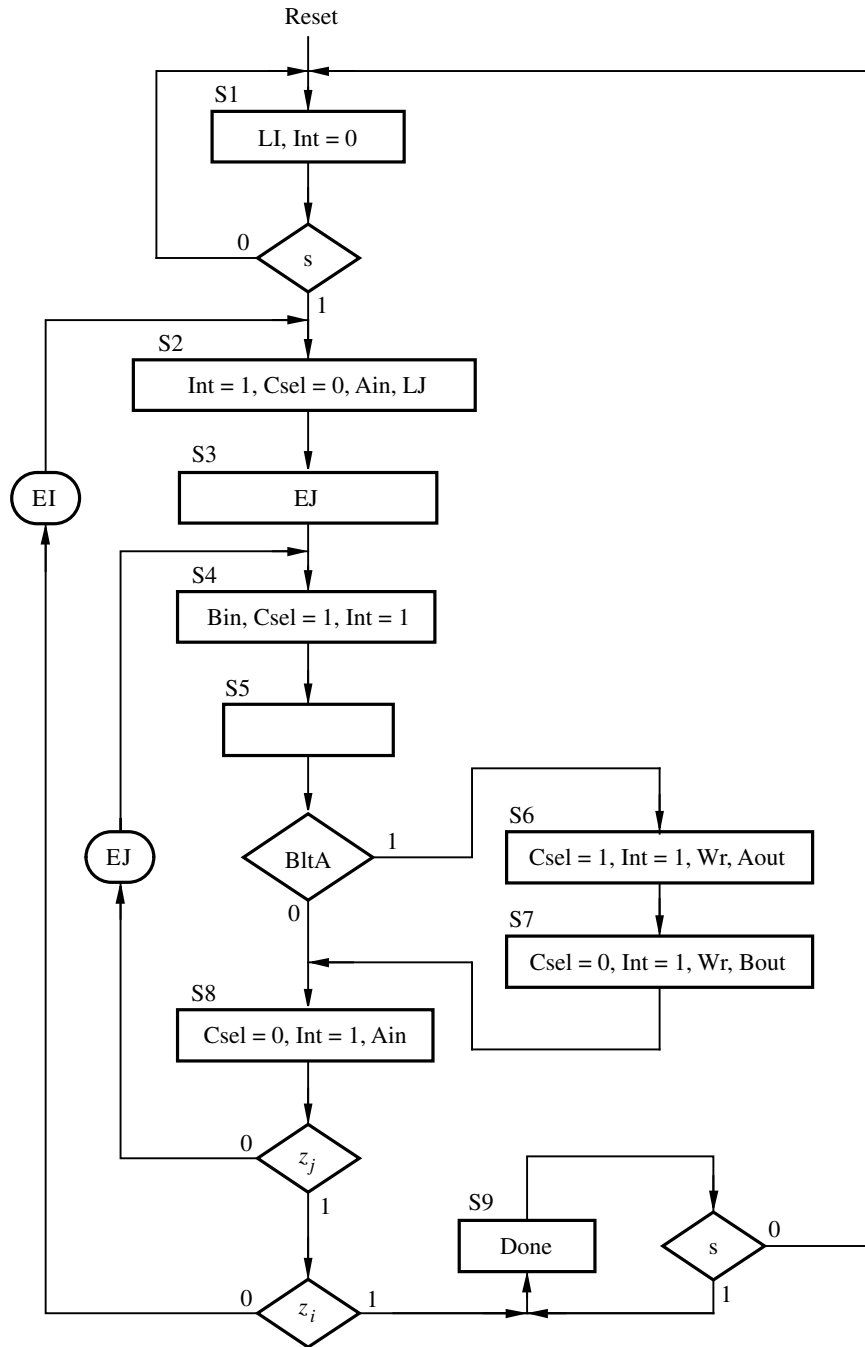 Reset
S1
LI, Int = 0
0
s
1
S2
Int = 1, Csel = 0, Ain, LJ
S3
EI
EJ
S4
Bin, Csel = 1, Int = 1
S5
S6
1
EJ
BltA
Csel = 1, Int = 1, Wr, Aout
0
S7
Csel = 0, Int = 1, Wr, Bout
S8
Csel = 0, Int = 1, Ain
0
z_j
1
S9
Done
s
0
1
0
z_i
1